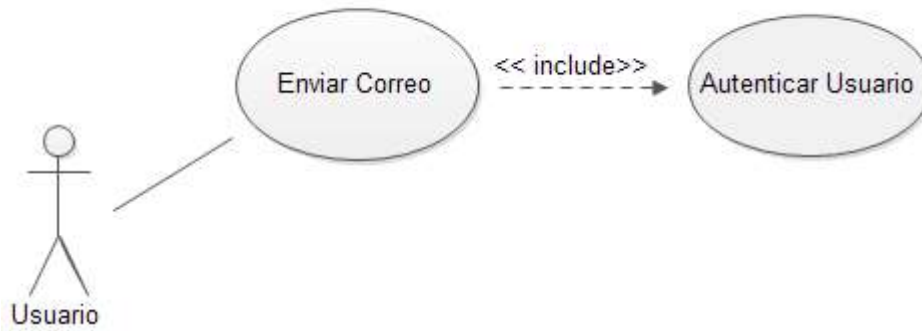 Enviar Correo
<< include>>
Autenticar Usuario
Usuario